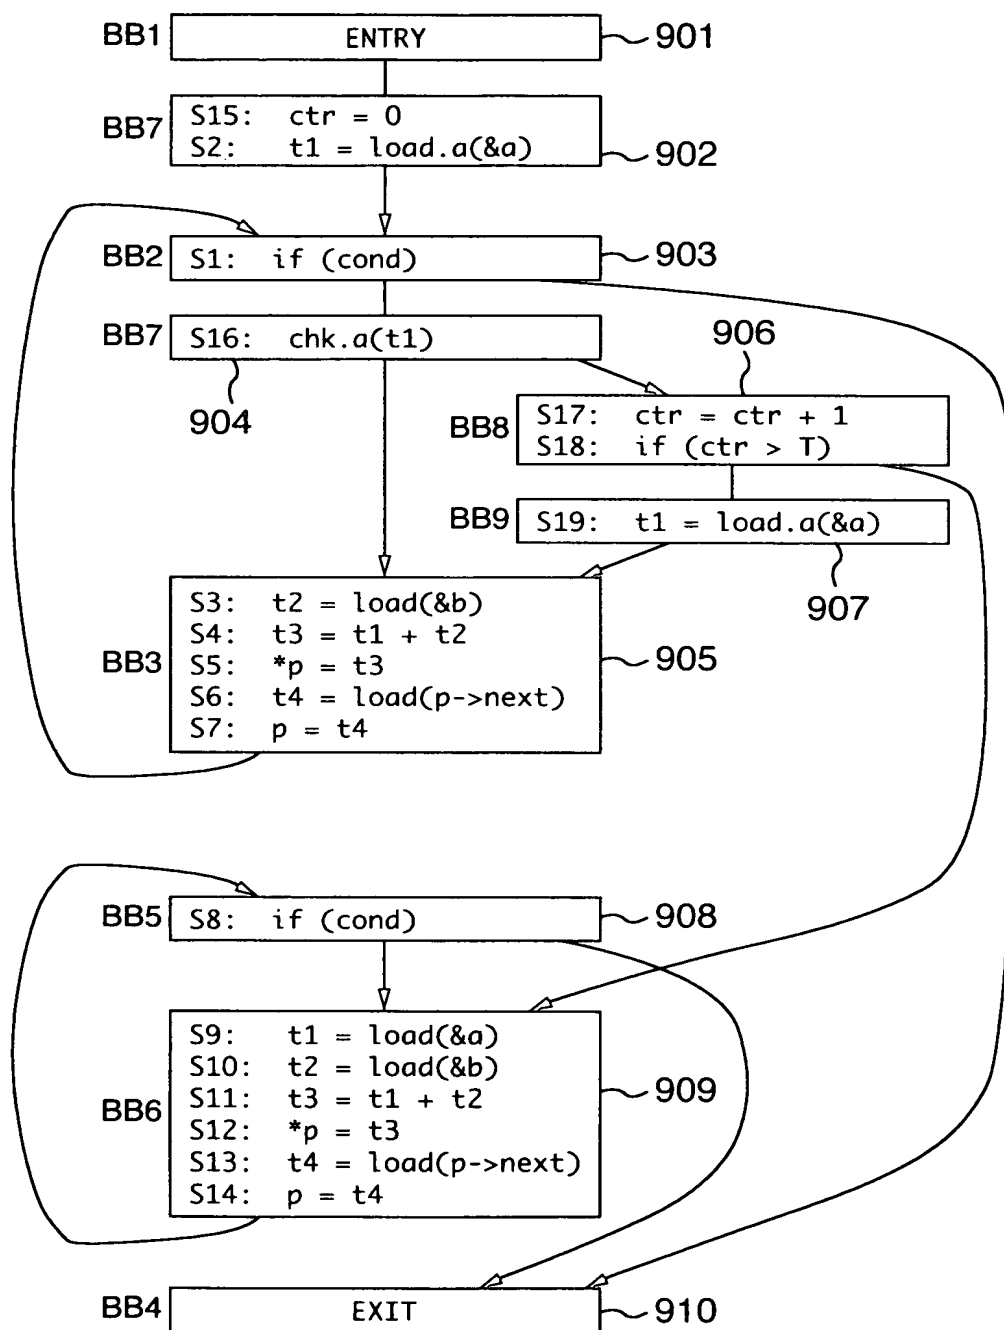 BB1 ENTRY 901
BB7 S15: ctr = 0
S2: t1 = load.a(&a) 902
BB2 S1: if (cond) 903
BB7 S16: chk.a(t1)
904
906
BB8 S17: ctr = ctr + 1
S18: if (ctr > T)
BB9 S19: t1 = load.a(&a)
907
BB3 S3: t2 = load(&b)
S4: t3 = t1 + t2
S5: *p = t3 905
S6: t4 = load(p->next)
S7: p = t4
BB5 S8: if (cond) 908
BB6 S9: t1 = load(&a)
S10: t2 = load(&b)
S11: t3 = t1 + t2 909
S12: *p = t3
S13: t4 = load(p->next)
S14: p = t4
BB4 EXIT 910